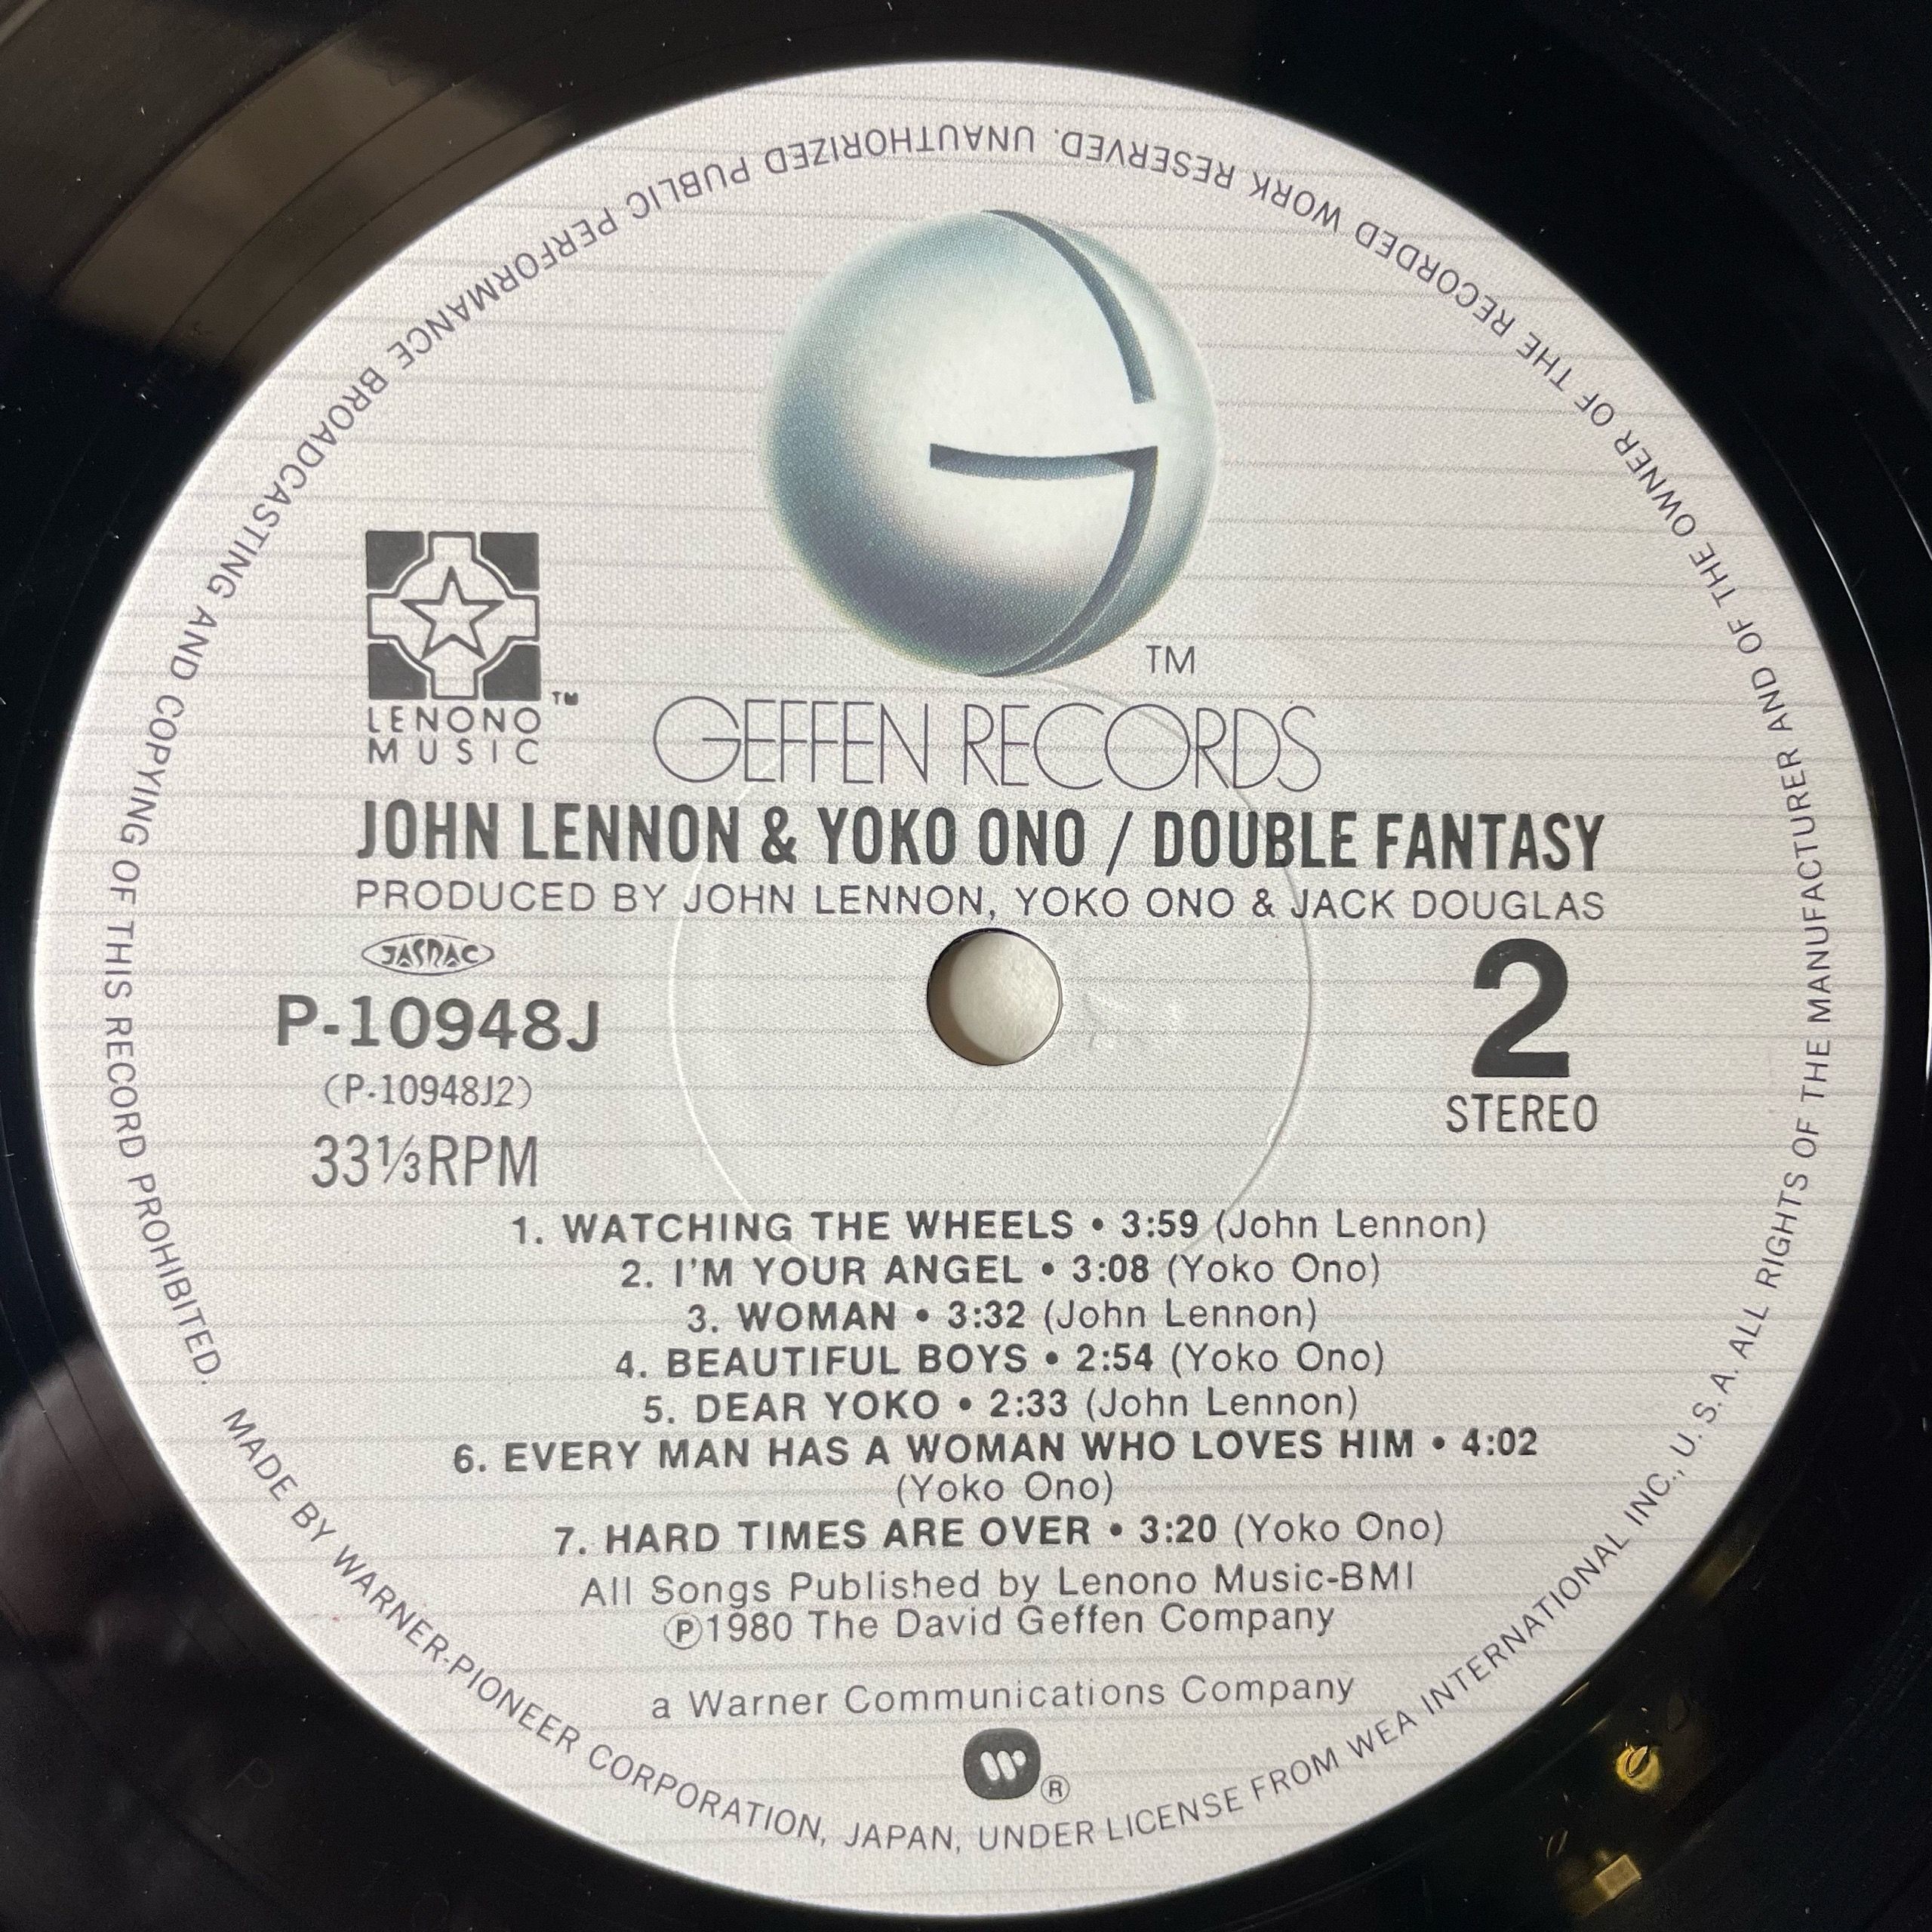 TM
LENONO™
MUSIC
GEFFEN RECORDS
JOHN LENNON & YOKO ONO / DOUBLE FANTASY
PRODUCED BY JOHN LENNON, YOKO ONO & JACK DOUGLAS
JASRAC
P-10948J
(P-10948J2)
33⅓RPM
2
STEREO
1. WATCHING THE WHEELS • 3:59 (John Lennon)
2. I'M YOUR ANGEL • 3:08 (Yoko Ono)
3. WOMAN • 3:32 (John Lennon)
4. BEAUTIFUL BOYS • 2:54 (Yoko Ono)
5. DEAR YOKO • 2:33 (John Lennon)
6. EVERY MAN HAS A WOMAN WHO LOVES HIM • 4:02
(Yoko Ono)
7. HARD TIMES ARE OVER • 3:20 (Yoko Ono)
All Songs Published by Lenono Music-BMI
Ⓟ1980 The David Geffen Company
a Warner Communications Company
W®
MADE BY WARNER-PIONEER CORPORATION, JAPAN, UNDER LICENSE FROM WEA INTERNATIONAL INC., U. S. A. ALL RIGHTS OF THE MANUFACTURER AND OF THE OWNER OF THE RECORDED WORK RESERVED. UNAUTHORIZED PUBLIC PERFORMANCE BROADCASTING AND COPYING OF THIS RECORD PROHIBITED.